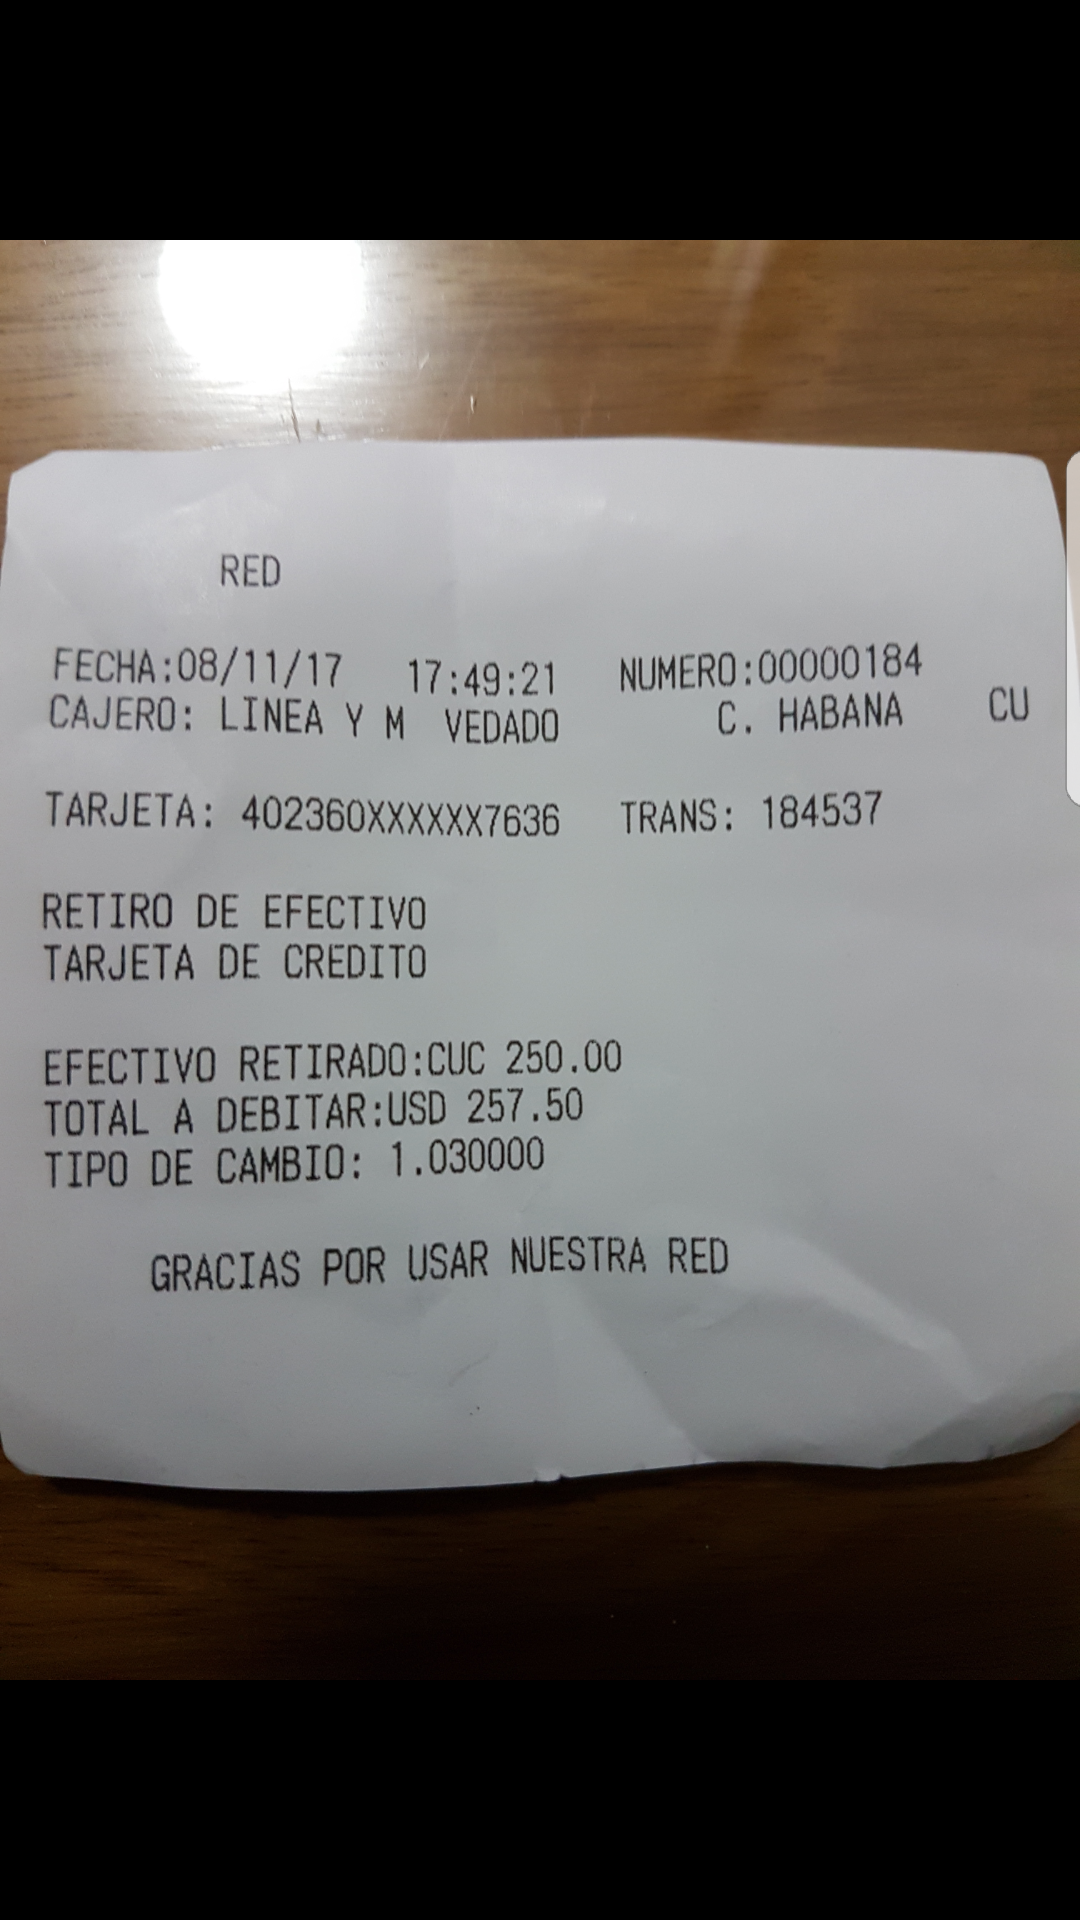 RED
FECHA:08/11/17 17:49:21 NUMERO:00000184
CAJERO: LINEA Y M VEDADO C. HABANA CU
TARJETA: 402360XXXXXX7636 TRANS: 184537
RETIRO DE EFECTIVO
TARJETA DE CREDITO
EFECTIVO RETIRADO:CUC 250.00
TOTAL A DEBITAR:USD 257.50
TIPO DE CAMBIO: 1.030000
GRACIAS POR USAR NUESTRA RED